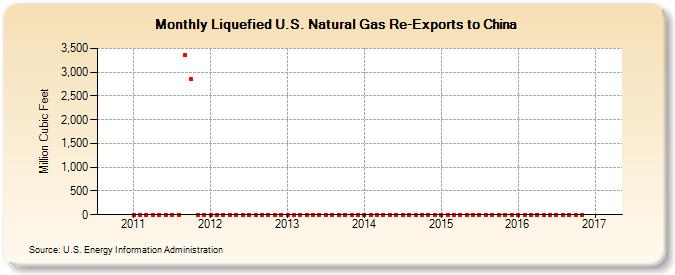 Monthly Liquefied U.S. Natural Gas Re-Exports to China
Million Cubic Feet
3,500
3,000
2,500
2,000
1,500
1,000
500
0
2011 2012 2013 2014 2015 2016 2017
Source: U.S. Energy Information Administration